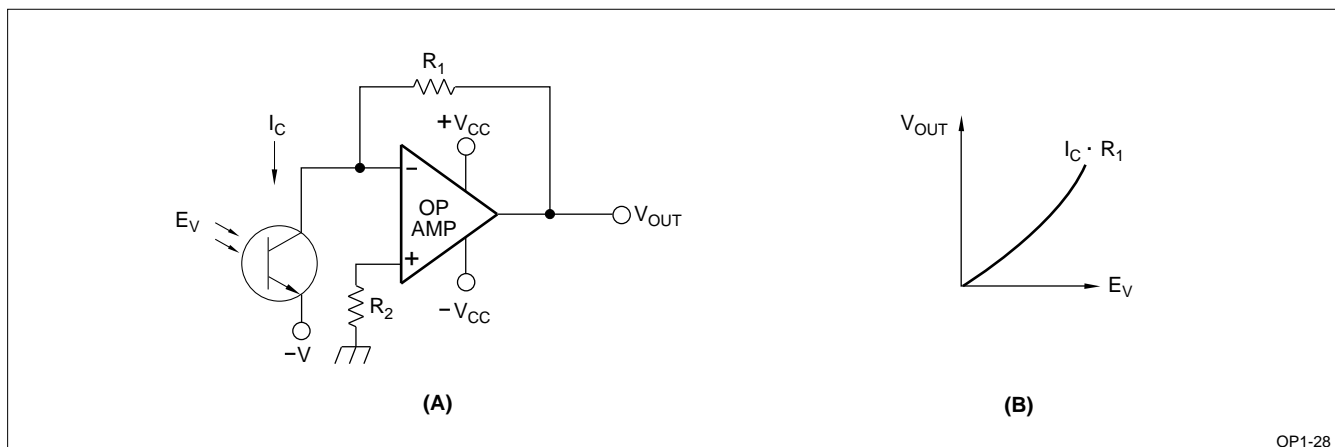 R1
IC
+VCC
−
EV
OP
AMP
VOUT
+
R2
−VCC
−V
(A)
VOUT
IC · R1
EV
(B)
OP1-28